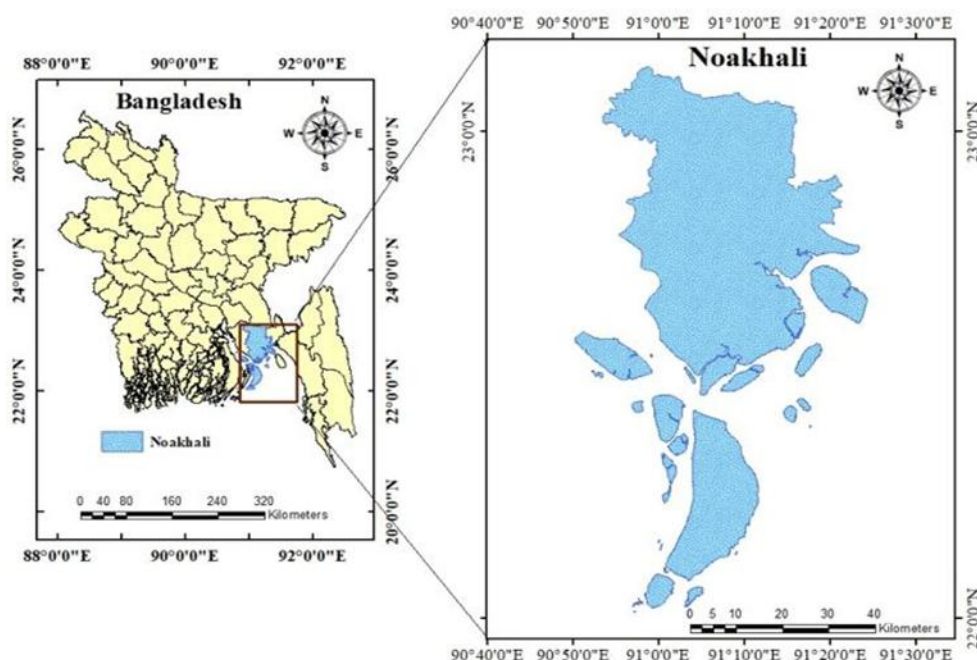 90°40'0"E 90°50'0"E 91°0'0"E 91°10'0"E 91°20'0"E 91°30'0"E
88°0'0"E 90°0'0"E 92°0'0"E
Bangladesh
N
W E
S
26°0'0"N
24°0'0"N
22°0'0"N
26°0'0"N
24°0'0"N
22°0'0"N
20°0'0"N
Noakhali
0 40 80 160 240 320
Kilometers
88°0'0"E 90°0'0"E 92°0'0"E
Noakhali
N
W E
S
23°0'0"N
23°0'0"N
22°0'0"N
0 5 10 20 30 40
Kilometers
90°40'0"E 90°50'0"E 91°0'0"E 91°10'0"E 91°20'0"E 91°30'0"E